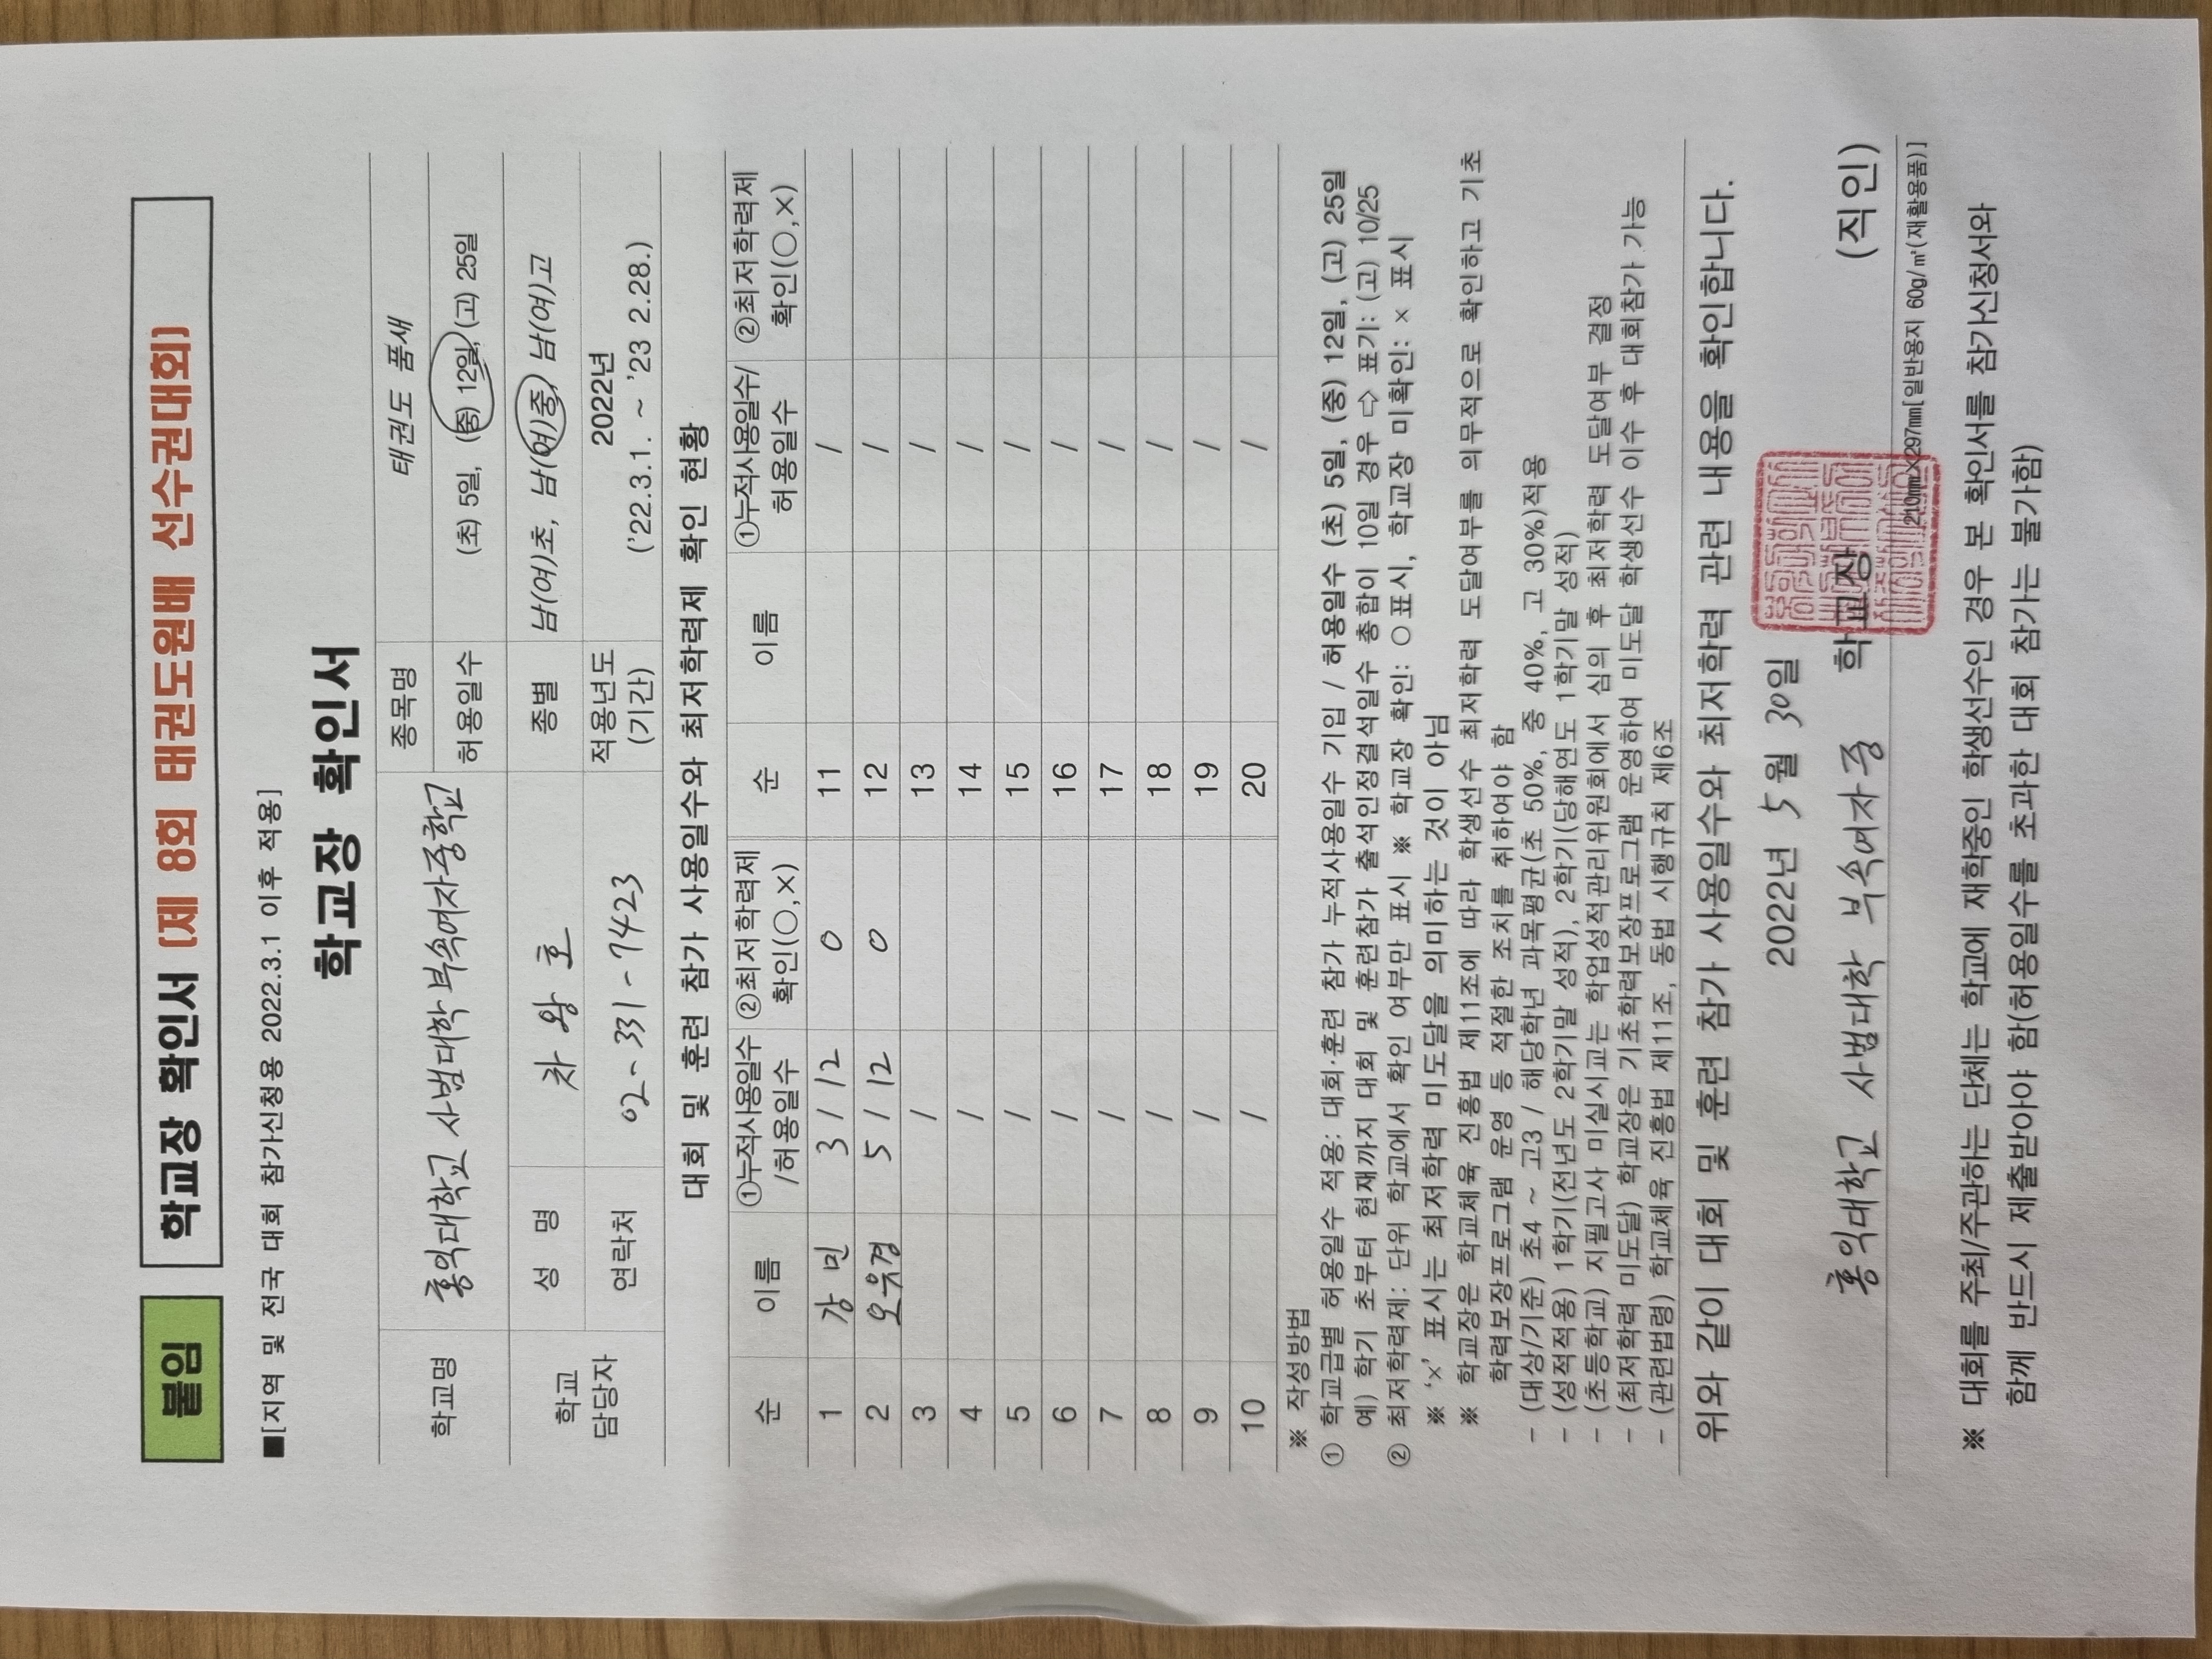 붙임 학교장 확인서 (제 8회 태권도원배 선수권대회)
■[지역 및 전국 대회 참가신청용 2022.3.1 이후 적용]
학교장 확인서
학교명 홍익대학교 사범대학 부속여자중학교 종목명 태권도 품새
허용일수 (초) 5일, (중) 12일, (고) 25일
학교 담당자 성 명 차 왕 호 종별 남(여)초, 남(여)중, 남(여)고
연락처 02-331-7423 적용년도 (기간) 2022년
('22.3.1. ~ '23 2.28.)
대회 및 훈련 참가 사용일수와 최저학력제 확인 현황
순 이름 ①누적사용일수 /허용일수 ②최저학력제 확인(○,×) 순 이름 ①누적사용일수/ 허용일수 ②최저학력제 확인(○,×)
1 강 민 3 / 12 0 11 /
2 오유경 5 / 12 0 12 /
3 / 13 /
4 / 14 /
5 / 15 /
6 / 16 /
7 / 17 /
8 / 18 /
9 / 19 /
10 / 20 /
※ 작성방법
① 학교급별 허용일수 적용: 대회·훈련 참가 누적사용일수 기입 / 허용일수 (초) 5일, (중) 12일, (고) 25일
예) 학기 초부터 현재까지 대회 및 훈련참가 출석인정결석일수 총합이 10일 경우 ⇨ 표기: (고) 10/25
② 최저학력제: 단위 학교에서 확인 여부만 표시 ※ 학교장 확인: ○표시, 학교장 미확인: × 표시
※ '×' 표시는 최저학력 미도달을 의미하는 것이 아님
※ 학교장은 학교체육 진흥법 제11조에 따라 학생선수 최저학력 도달여부를 의무적으로 확인하고 기초
학력보장프로그램 운영 등 적절한 조치를 취하여야 함
- (대상/기준) 초4 ~ 고3 / 해당학년 과목평균(초 50%, 중 40%, 고 30%)적용
- (성적적용) 1학기(전년도 2학기말 성적), 2학기(당해연도 1학기말 성적)
- (초등학교) 지필고사 미실시교는 학업성적관리위원회에서 심의 후 최저학력 도달여부 결정
- (최저학력 미도달) 학교장은 기초학력보장프로그램 운영하여 미도달 학생선수 이수 후 대회참가 가능
- (관련법령) 학교체육 진흥법 제11조, 동법 시행규칙 제6조
위와 같이 대회 및 훈련 참가 사용일수와 최저학력 관련 내용을 확인합니다.
2022년 5월 30일
홍익대학교 사범대학 부속여자중 학교장 (직인)
210㎜×297㎜[일반용지 60g/㎡(재활용품)]
※ 대회를 주최/주관하는 단체는 학교에 재학중인 학생선수인 경우 본 확인서를 참가신청서와
함께 반드시 제출받아야 함(허용일수를 초과한 대회 참가는 불가함)